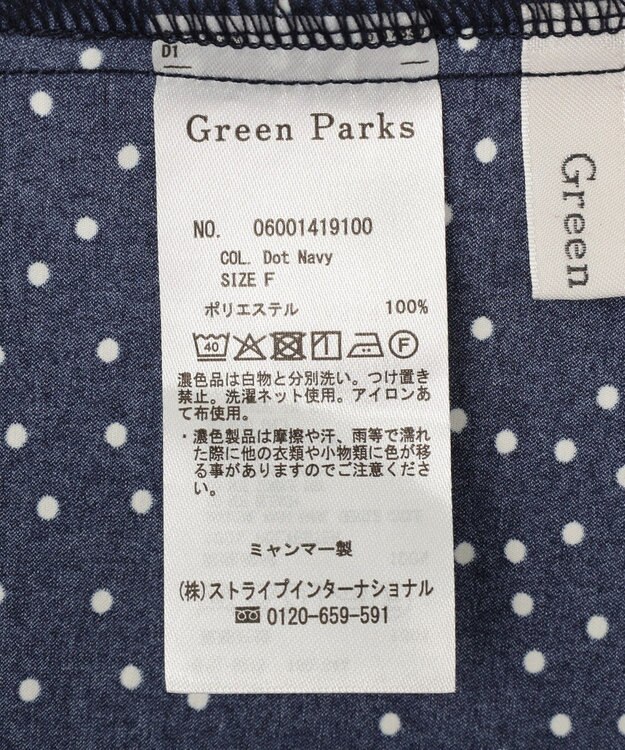 D1
Green Parks
NO. 06001419100
COL. Dot Navy
SIZE F
ポリエステル 100%
40
F
濃色品は白物と分別洗い。つけ置き
禁止。洗濯ネット使用。アイロンあ
て布使用。
・濃色製品は摩擦や汗、雨等で濡れ
た際に他の衣類や小物類に色が移
る事がありますのでご注意くださ
い。
ミャンマー製
(株)ストライプインターナショナル
0120-659-591
Green